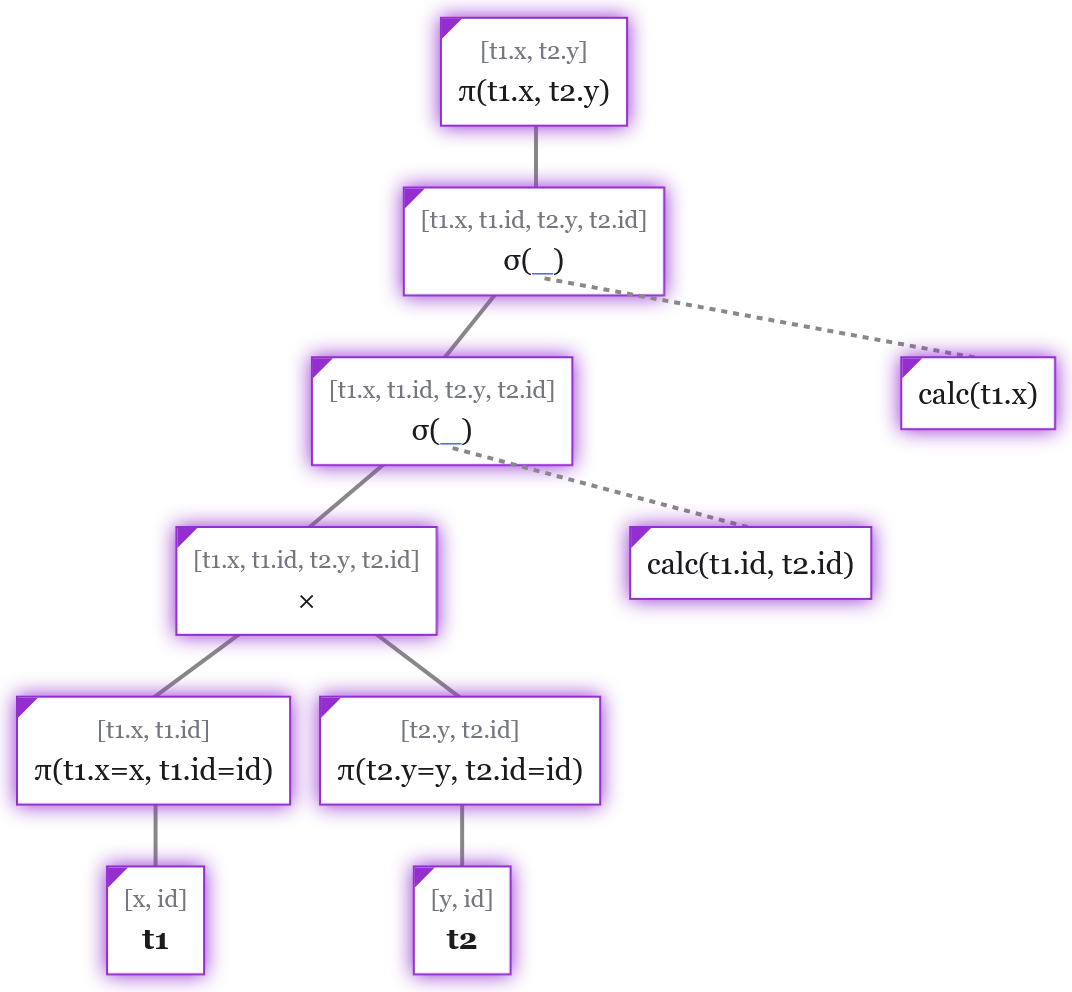 [t1.x, t2.y]
π(t1.x, t2.y)
[t1.x, t1.id, t2.y, t2.id]
σ(_)
[t1.x, t1.id, t2.y, t2.id]
σ(_)
calc(t1.x)
[t1.x, t1.id, t2.y, t2.id]
×
calc(t1.id, t2.id)
[t1.x, t1.id]
π(t1.x=x, t1.id=id)
[t2.y, t2.id]
π(t2.y=y, t2.id=id)
[x, id]
t1
[y, id]
t2